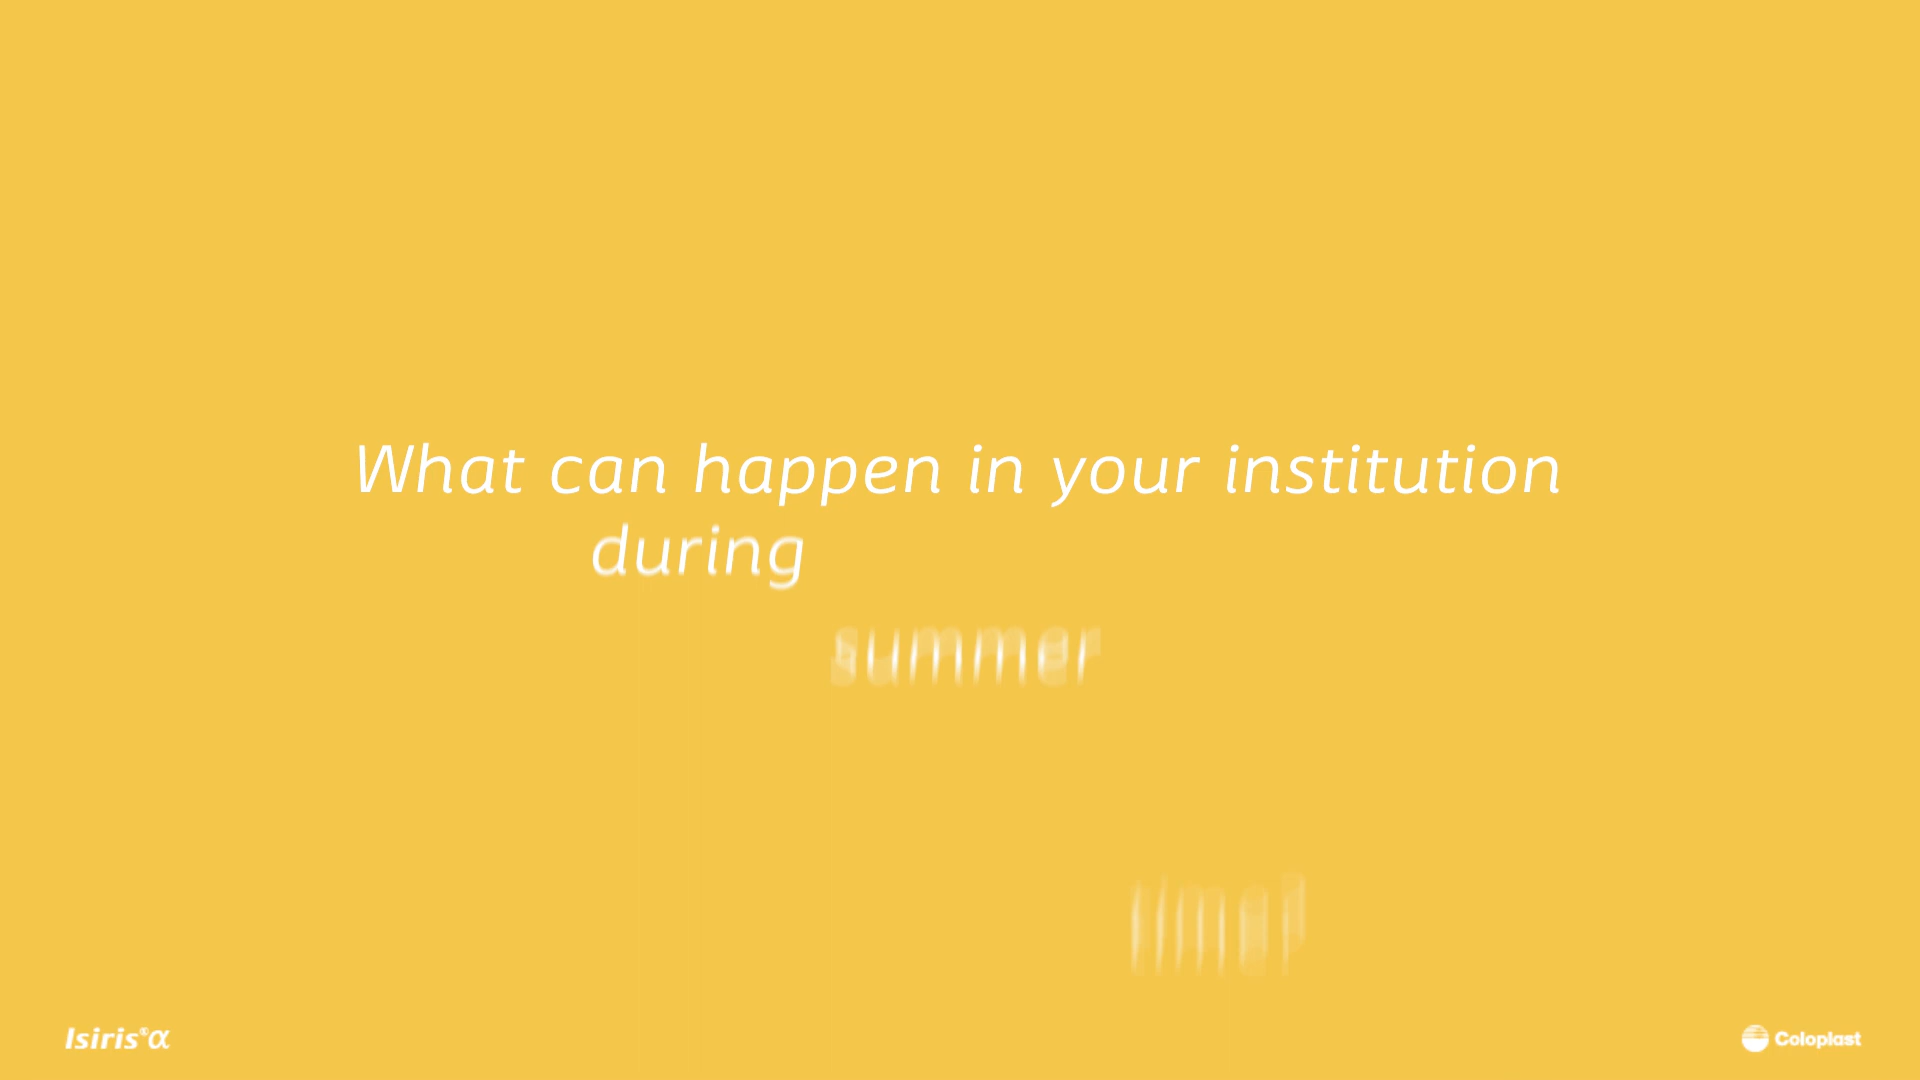 What can happen in your institution
during
summer
time?
Isiris®α
Coloplast